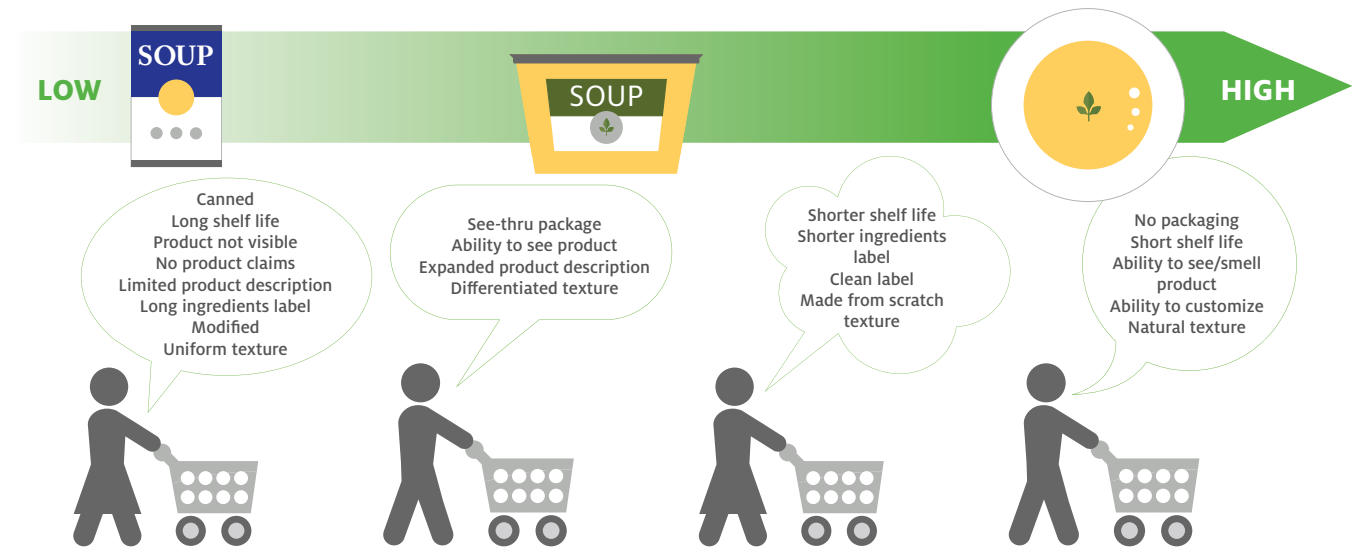 LOW
SOUP
SOUP
HIGH
Canned
Long shelf life
Product not visible
No product claims
Limited product description
Long ingredients label
Modified
Uniform texture
See-thru package
Ability to see product
Expanded product description
Differentiated texture
Shorter shelf life
Shorter ingredients
label
Clean label
Made from scratch
texture
No packaging
Short shelf life
Ability to see/smell
product
Ability to customize
Natural texture